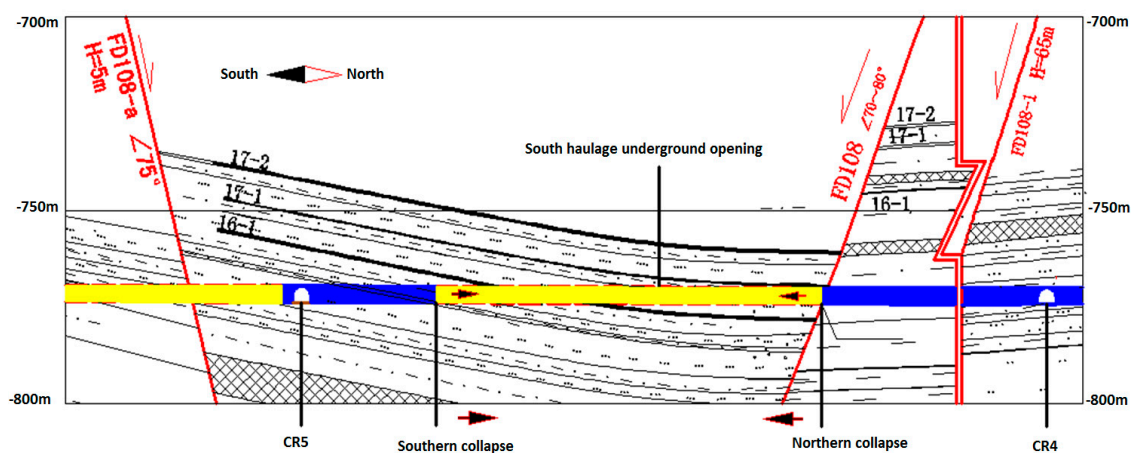 -700m
-700m
FD108-a ∠75°
H=5m
South
North
FD108 ∠70~80°
FD108-1 H=65m
17-2
17-1
16-1
17-2
17-1
16-1
South haulage underground opening
-750m
-750m
-800m
-800m
CR5
Southern collapse
Northern collapse
CR4